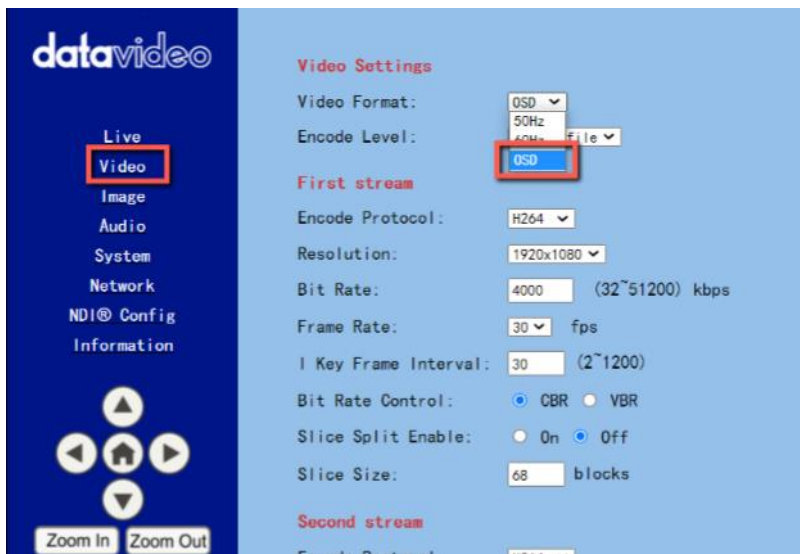 datavideo
Live
Video
Image
Audio
System
Network
NDI® Config
Information
Zoom In Zoom Out
Video Settings
Video Format: OSD
50Hz
OSD
Encode Level: file
First stream
Encode Protocol: H264
Resolution: 1920x1080
Bit Rate: 4000 (32~51200) kbps
Frame Rate: 30 fps
I Key Frame Interval: 30 (2~1200)
Bit Rate Control: CBR VBR
Slice Split Enable: On Off
Slice Size: 68 blocks
Second stream